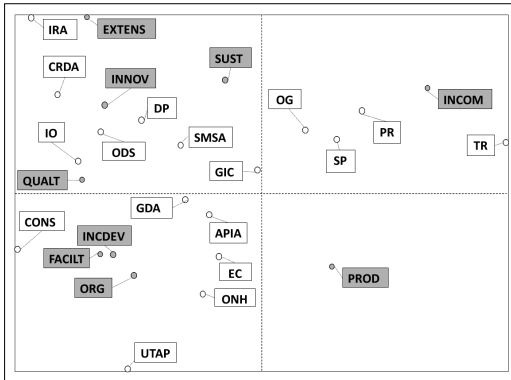 IRA
EXTENS
CRDA
INNOV
SUST
DP
OG
INCOM
PR
IO
ODS
SMSA
SP
TR
QUALT
GIC
GDA
CONS
INCDEV
APIA
FACILT
EC
PROD
ORG
ONH
UTAP